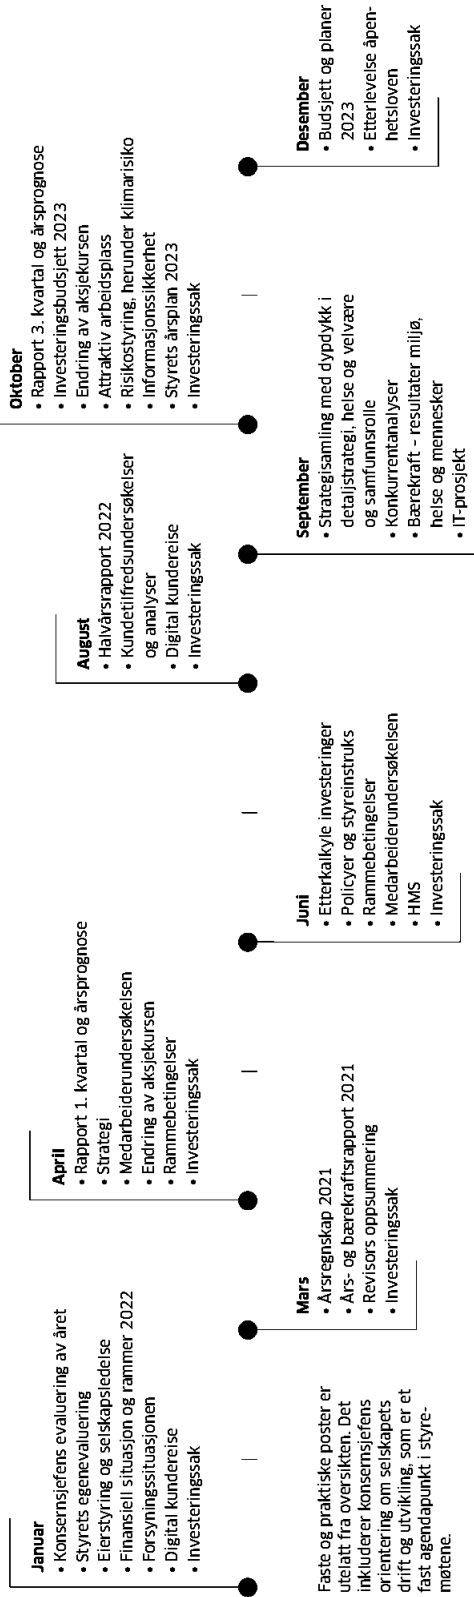 Januar
• Konsernsjefens evaluering av året
• Styrets egenevaluering
• Eierstyring og selskapsledelse
• Finansiell situasjon og rammer 2022
• Forsyningssituasjonen
• Digital kundereise
• Investeringssak
Faste og praktiske poster er
utelatt fra oversikten. Det
inkluderer konsernsjefens
orientering om selskapets
drift og utvikling, som er et
fast agendapunkt i styre-
møtene.
Mars
• Årsregnskap 2021
• Års- og bærekraftsrapport 2021
• Revisors oppsummering
• Investeringssak
April
• Rapport 1. kvartal og årsprognose
• Strategi
• Medarbeiderundersøkelsen
• Endring av aksjekursen
• Rammebetingelser
• Investeringssak
Juni
• Etterkalkyle investeringer
• Policyer og styreinstruks
• Rammebetingelser
• Medarbeiderundersøkelsen
• HMS
• Investeringssak
August
• Halvårsrapport 2022
• Kundetilfredsundersøkelser
og analyser
• Digital kundereise
• Investeringssak
September
• Strategisamling med dypdykk i
detaljstrategi, helse og velvære
og samfunnsrolle
• Konkurrentanalyser
• Bærekraft – resultater miljø,
helse og mennesker
• IT-prosjekt
Oktober
• Rapport 3. kvartal og årsprognose
• Investeringsbudsjett 2023
• Endring av aksjekursen
• Attraktiv arbeidsplass
• Risikostyring, herunder klimarisiko
• Informasjonssikkerhet
• Styrets årsplan 2023
• Investeringssak
Desember
• Budsjett og planer
2023
• Etterlevelse åpen-
hetsloven
• Investeringssak